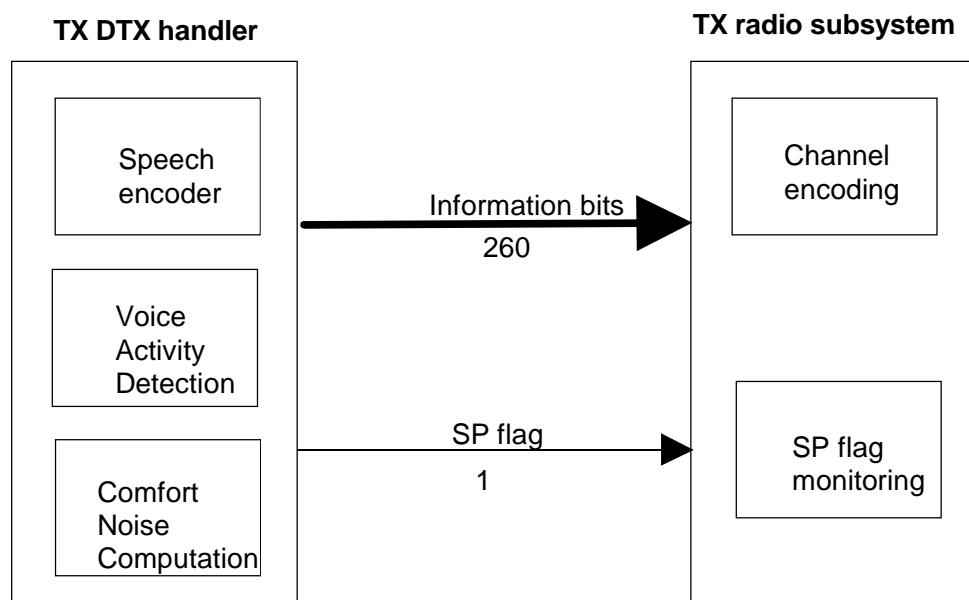 TX DTX handler
TX radio subsystem
Speech
encoder
Channel
encoding
Information bits
260
Voice
Activity
Detection
SP flag
1
SP flag
monitoring
Comfort
Noise
Computation